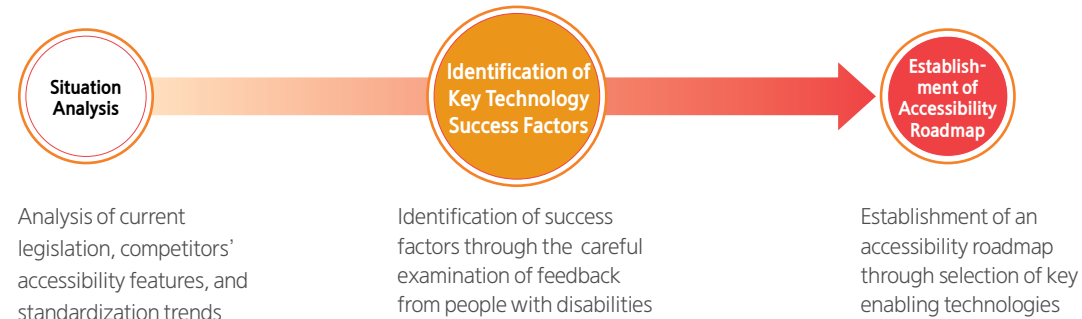 Situation
Analysis
Identification of
Key Technology
Success Factors
Establish-
ment of
Accessibility
Roadmap
Analysis of current
legislation, competitors’
accessibility features, and
standardization trends
Identification of success
factors through the careful
examination of feedback
from people with disabilities
Establishment of an
accessibility roadmap
through selection of key
enabling technologies